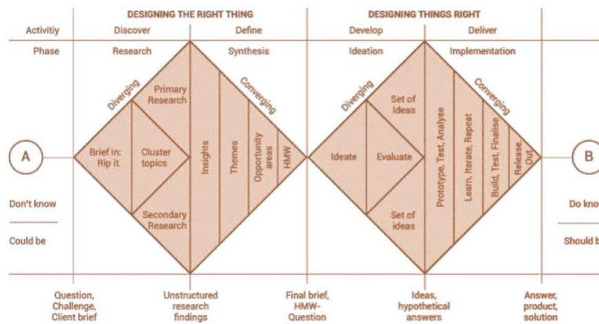 DESIGNING THE RIGHT THING
DESIGNING THINGS RIGHT
Activitiy
Discover
Define
Develop
Deliver
Phase
Research
Synthesis
Ideation
Implementation
Diverging
Primary
Research
Converging
Brief in:
Rip it.
Cluster
topics
Insights
Themes
Opportunity
areas
HMW
Secondary
Research
Diverging
Set of
Ideas
Converging
Ideate
Evaluate
Prototype, Test, Analyse
Learn, Iterate, Repeat
Build, Test, Finalise
Release,
Out
Set of
ideas
A
B
Don't know
Could be
Do kno
Should b
Question,
Challenge,
Client brief
Unstructured
research
findings
Final brief,
HMW-
Question
Ideas,
hypothetical
answers
Answer,
product,
solution